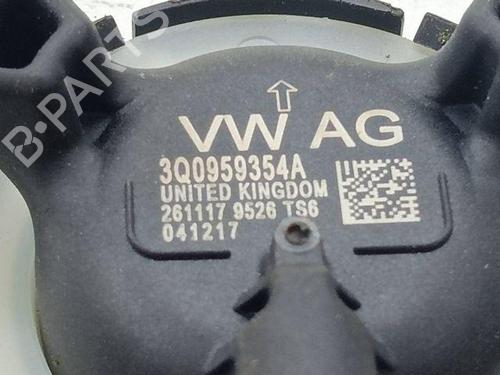 B-PARTS
VW AG
3Q0959354A
UNITED KINGDOM
261117 9526 TS6
041217